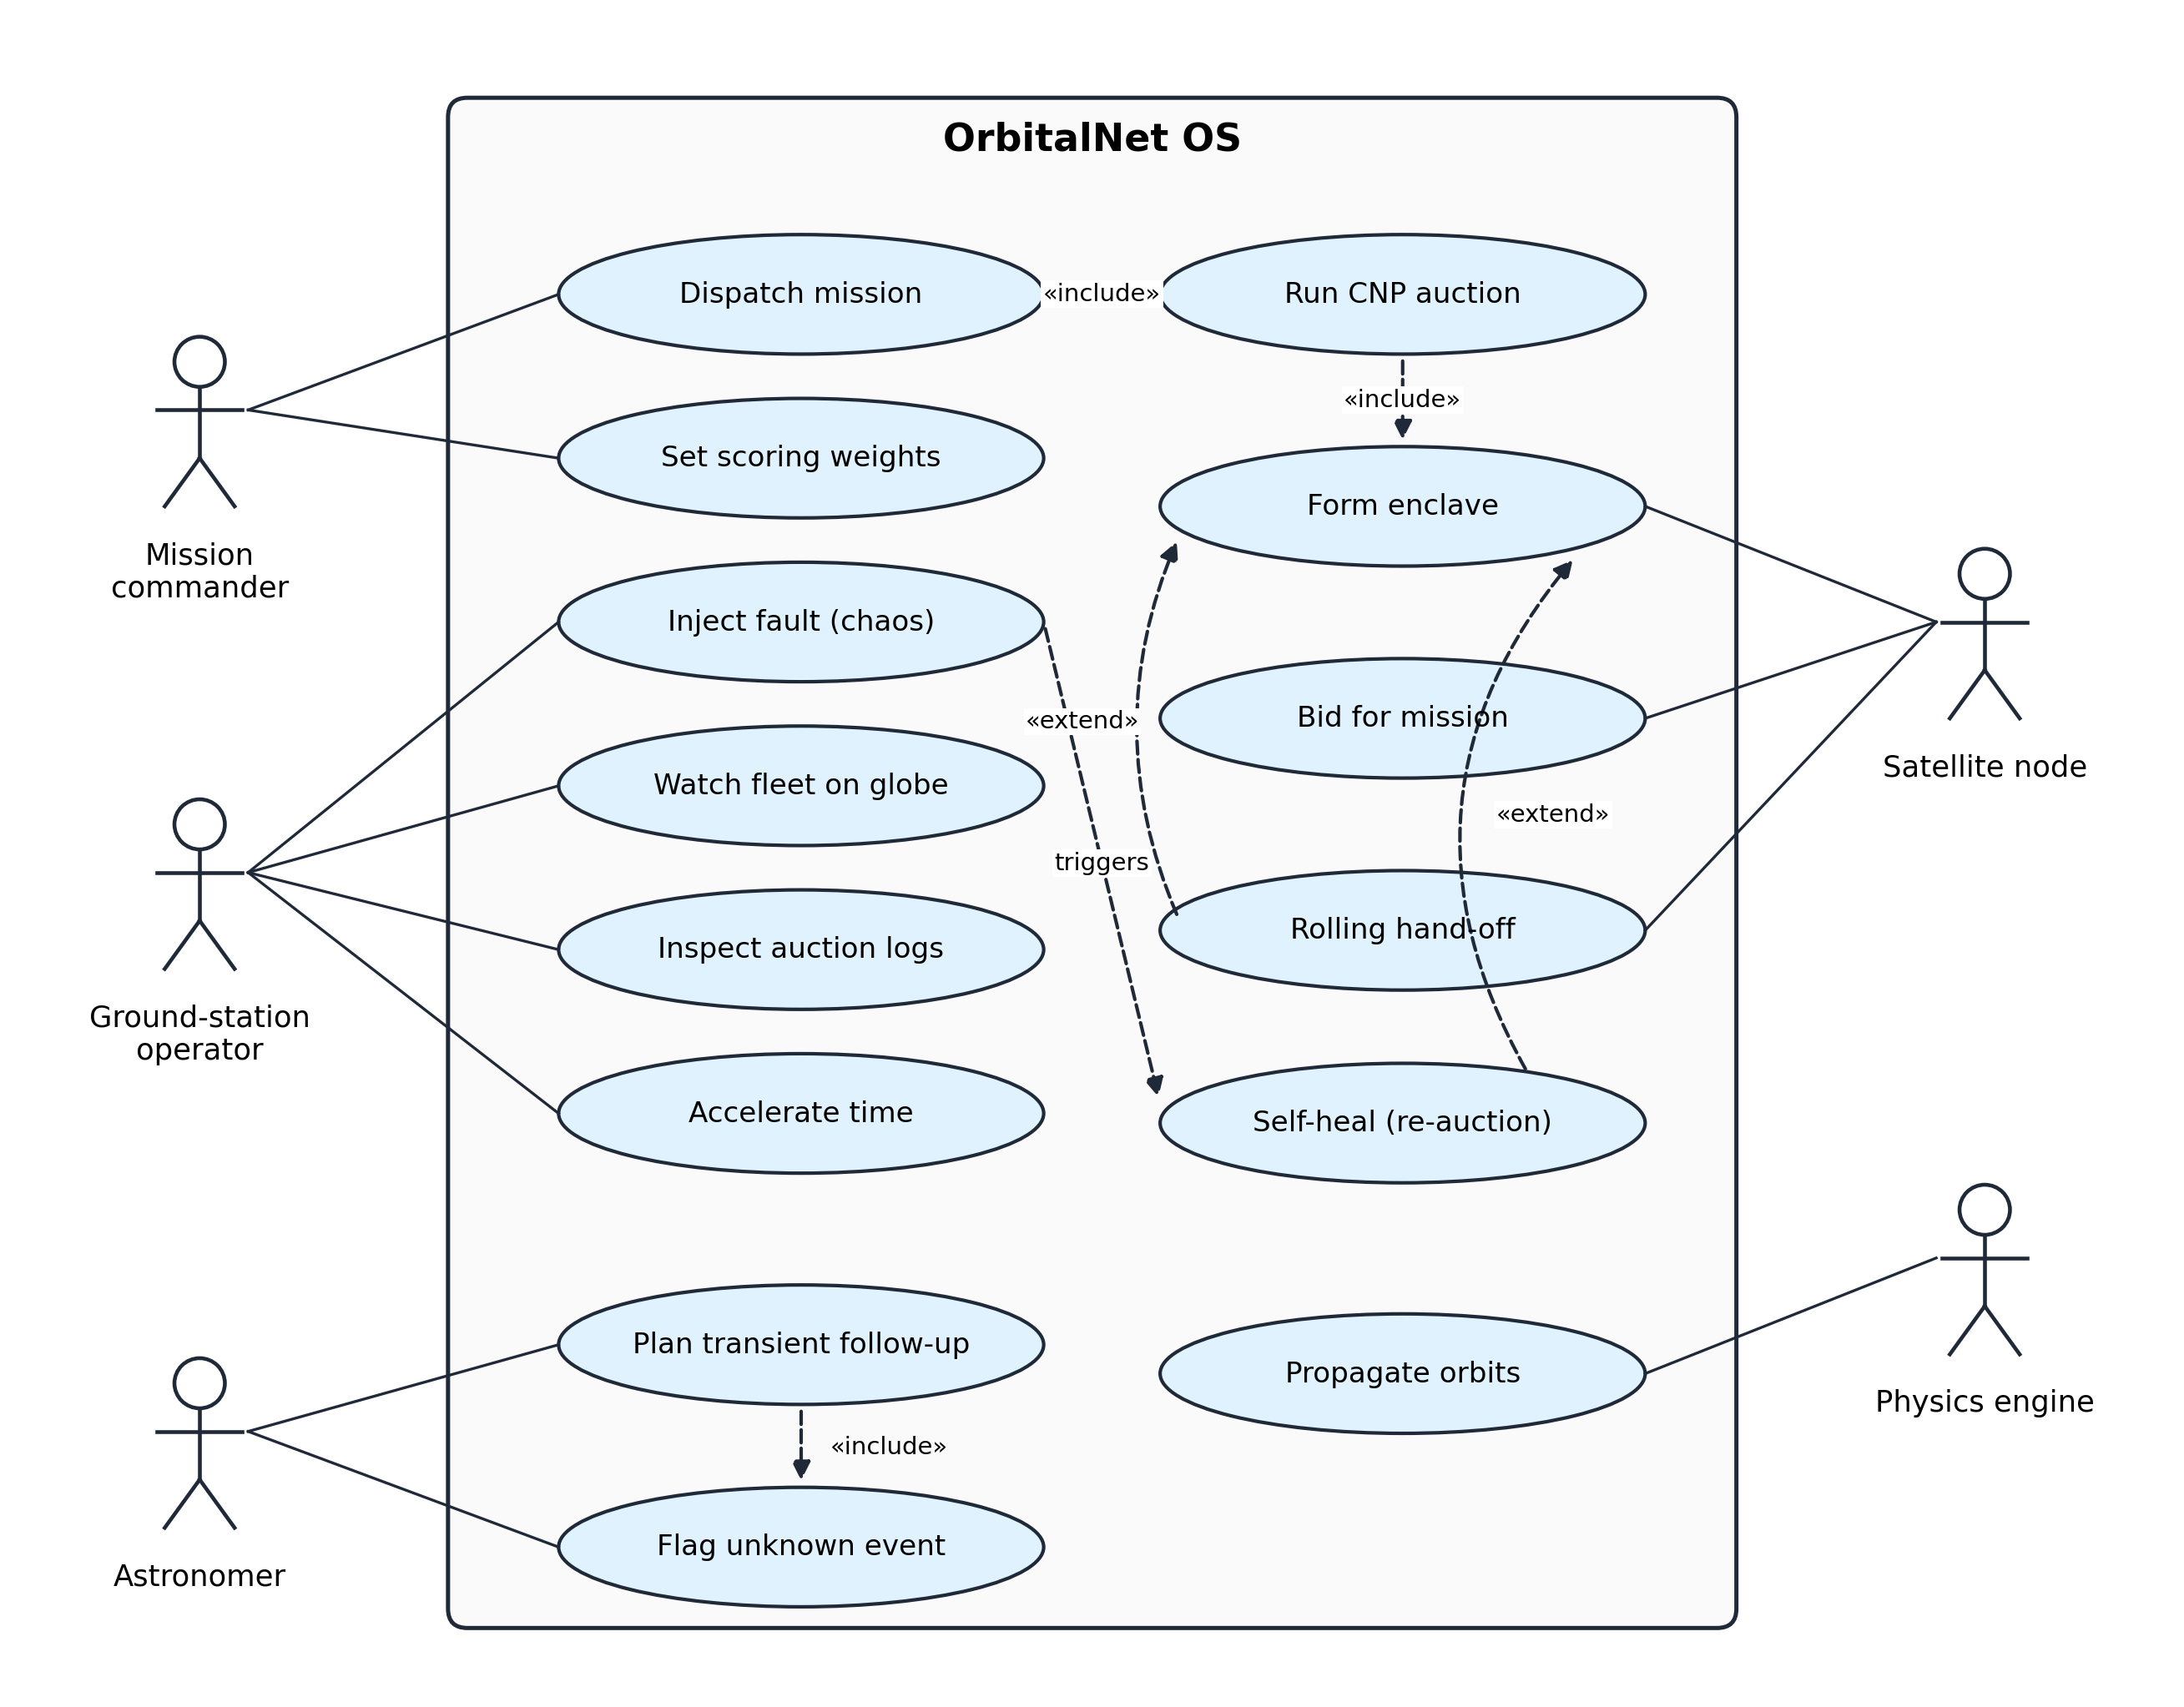 OrbitalNet OS
Dispatch mission
«include»
Run CNP auction
«include»
Set scoring weights
Form enclave
Mission
commander
Inject fault (chaos)
«extend»
Bid for mission
Satellite node
Watch fleet on globe
«extend»
triggers
Rolling hand-off
Inspect auction logs
Ground-station
operator
Accelerate time
Self-heal (re-auction)
Plan transient follow-up
Propagate orbits
Physics engine
«include»
Flag unknown event
Astronomer